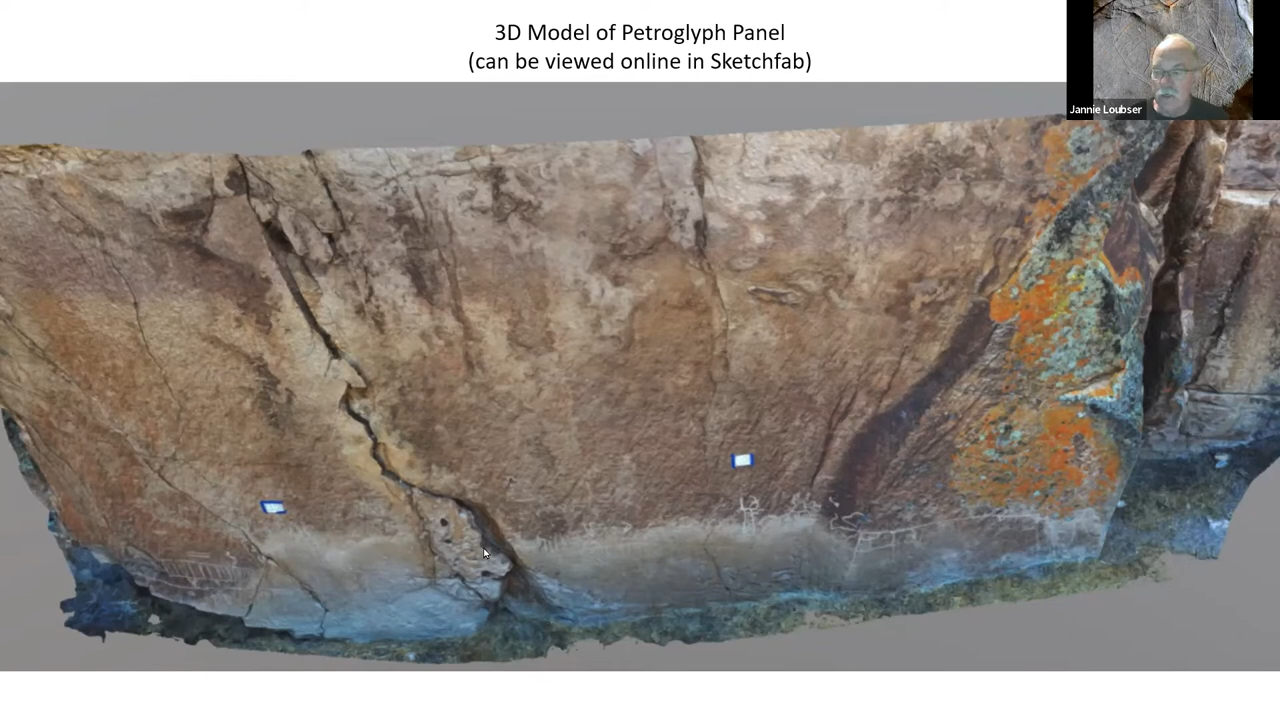 3D Model of Petroglyph Panel
(can be viewed online in Sketchfab)
Jannie Loubser